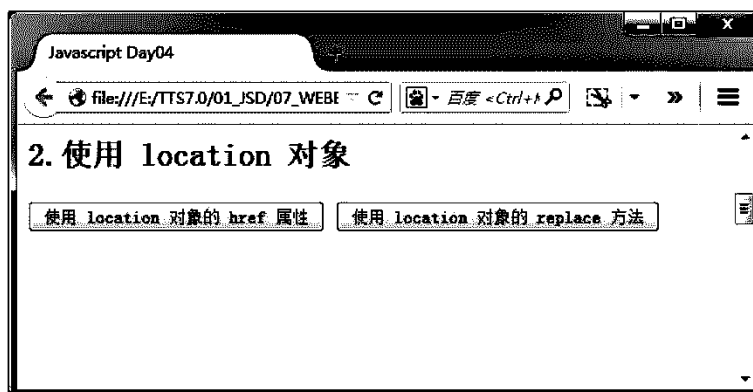 Javascript Day04
file:///E:/TTS7.0/01_JSD/07_WEBE
百度 <Ctrl+K
2.使用 location 对象
使用 location 对象的 href 属性 使用 location 对象的 replace 方法